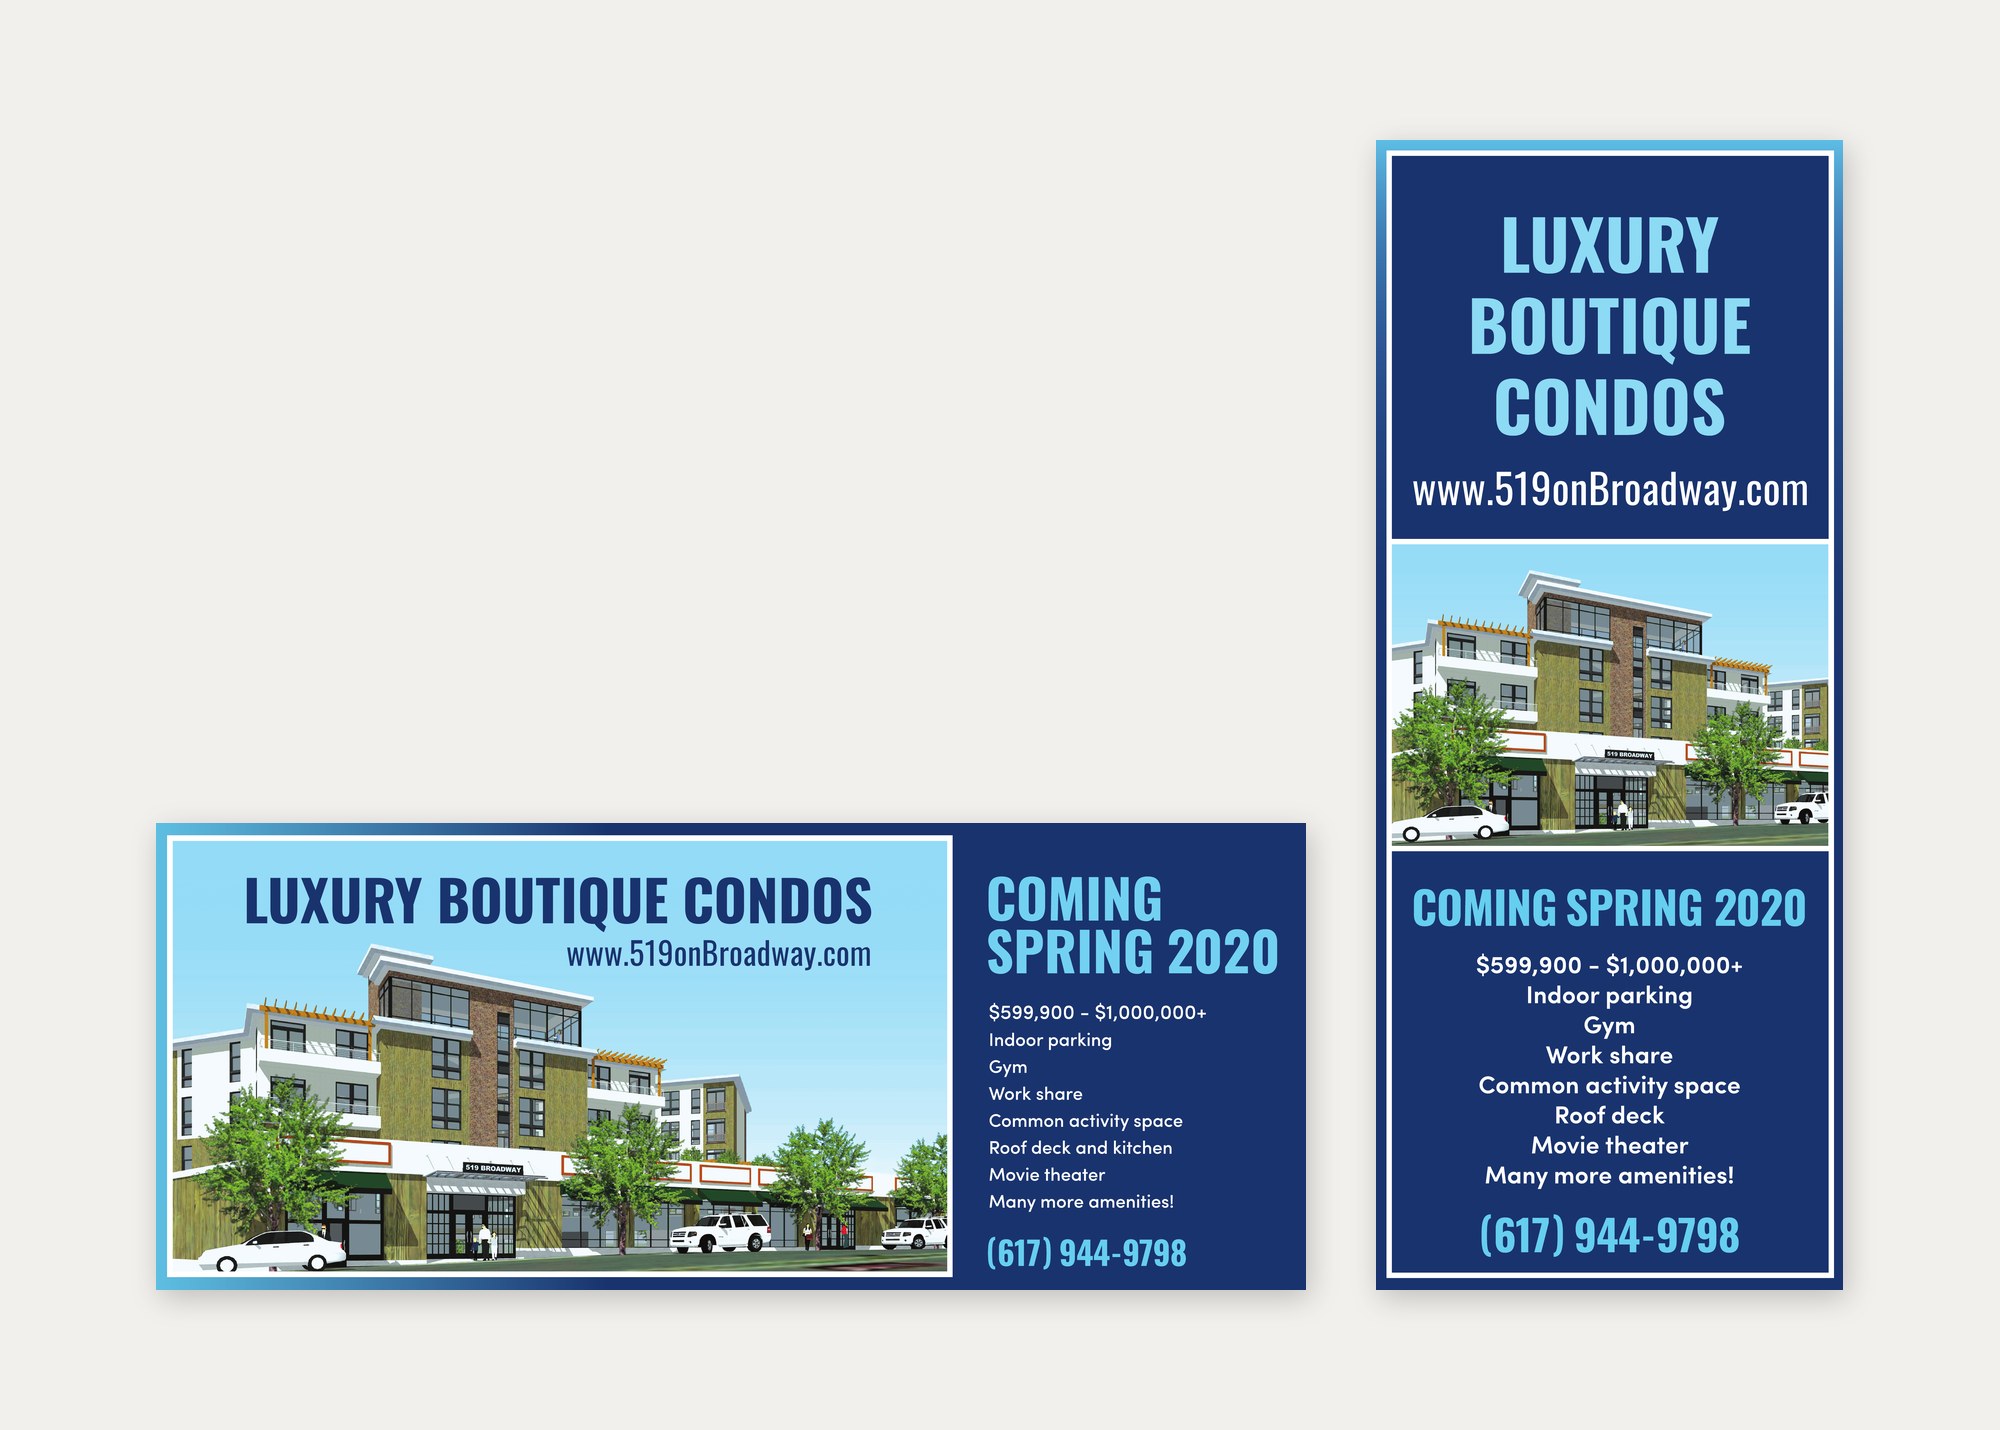 LUXURY BOUTIQUE CONDOS
www.519onBroadway.com
519 BROADWAY
COMING
SPRING 2020
$599,900 - $1,000,000+
Indoor parking
Gym
Work share
Common activity space
Roof deck and kitchen
Movie theater
Many more amenities!
(617) 944-9798
LUXURY
BOUTIQUE
CONDOS
www.519onBroadway.com
519 BROADWAY
COMING SPRING 2020
$599,900 - $1,000,000+
Indoor parking
Gym
Work share
Common activity space
Roof deck
Movie theater
Many more amenities!
(617) 944-9798